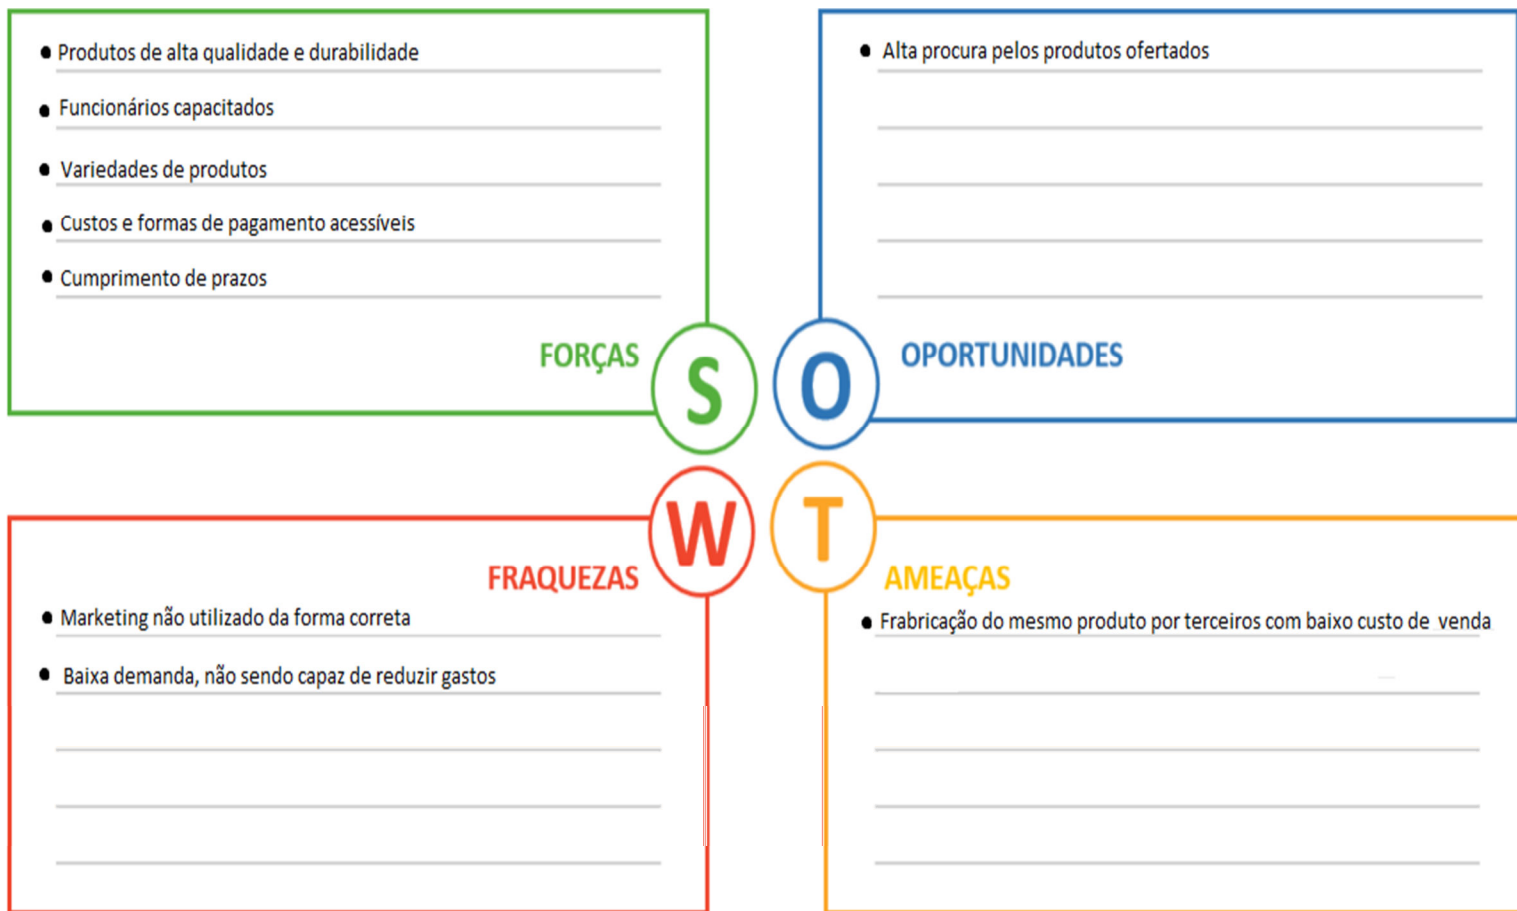 • Produtos de alta qualidade e durabilidade
• Funcionários capacitados
• Variedades de produtos
• Custos e formas de pagamento acessíveis
• Cumprimento de prazos
FORÇAS
S
• Alta procura pelos produtos ofertados
O
OPORTUNIDADES
W
FRAQUEZAS
• Marketing não utilizado da forma correta
• Baixa demanda, não sendo capaz de reduzir gastos
T
AMEAÇAS
• Frabricação do mesmo produto por terceiros com baixo custo de venda